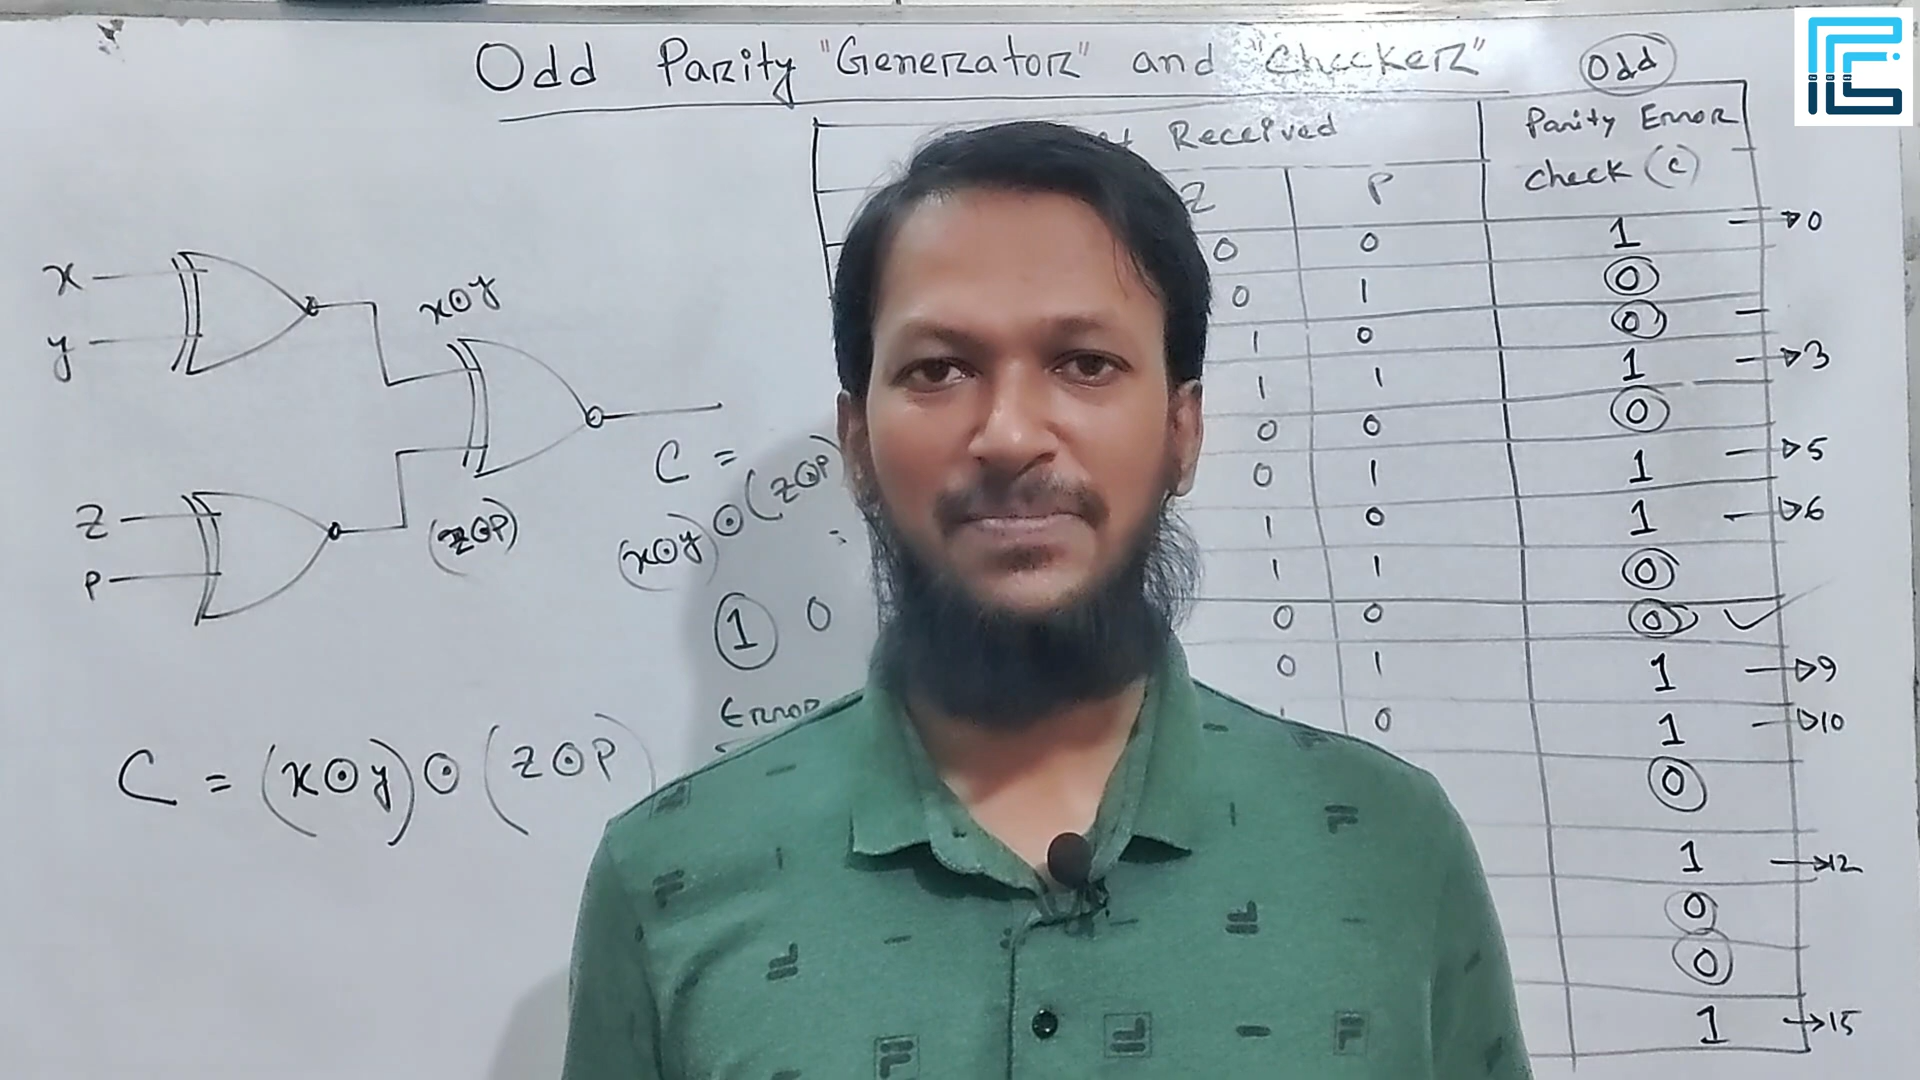 Odd Parity "Generator" and "Checker"
Odd
Received
Parity Error
check (c)
Z P
0 0 1 →0
0 1 0
1 0 0
1 1 1 →3
0 0 0
0 1 1 →5
1 0 1 →6
1 1 0
0 0 0 ✓
0 1 1 →9
0 1 →10
0
1 →12
0
0
1 →15
x
y
x⊙y
Z
P
(z⊙P)
C =
(x⊙y)⊙(z⊙P)
1 0
Error
C = (x⊙y)⊙(z⊙P)